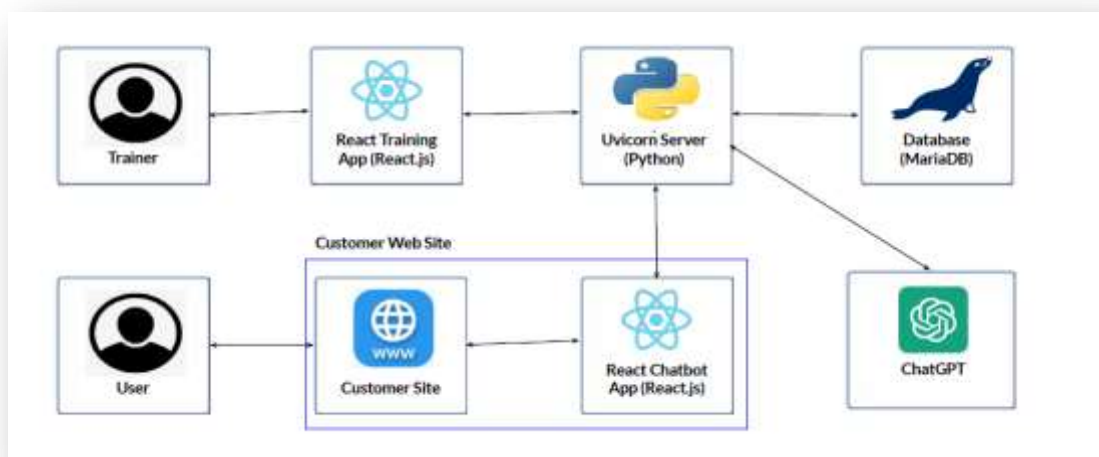 Trainer
React Training
App (React.js)
Uvicorn Server
(Python)
Database
(MariaDB)
Customer Web Site
User
www
Customer Site
React Chatbot
App (React.js)
ChatGPT